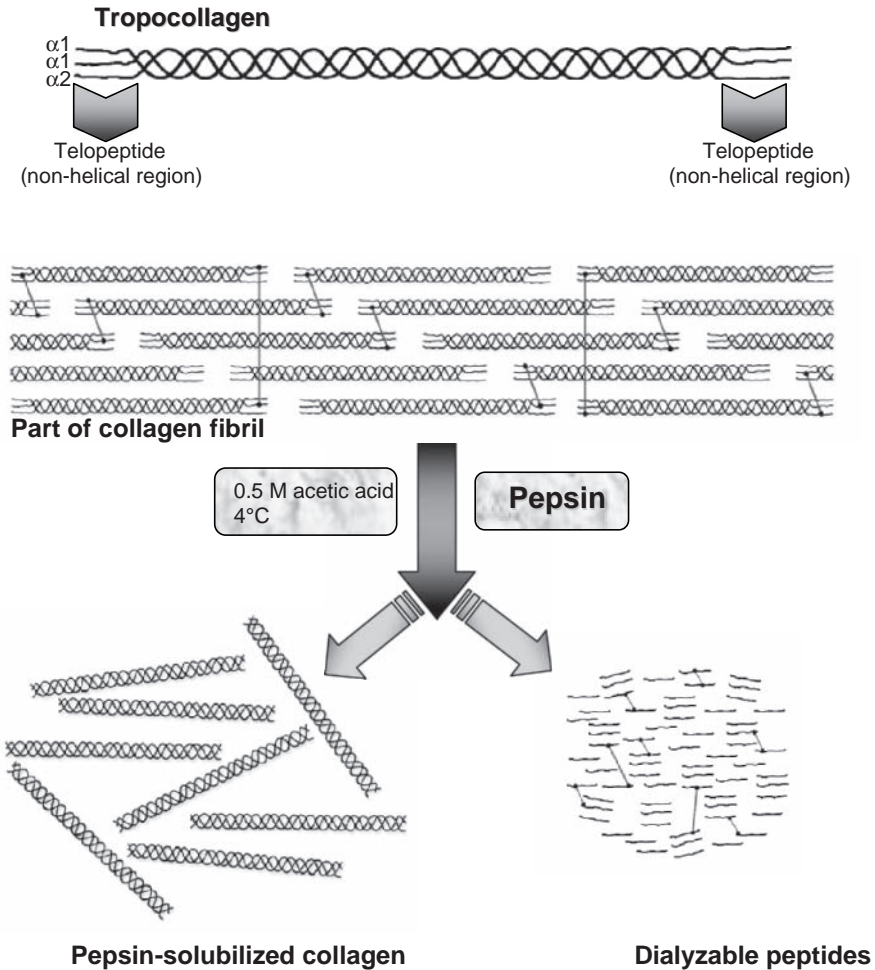 Tropocollagen
α1
α1
α2
Telopeptide
(non-helical region)
Telopeptide
(non-helical region)
Part of collagen fibril
0.5 M acetic acid
4°C
Pepsin
Pepsin-solubilized collagen
Dialyzable peptides